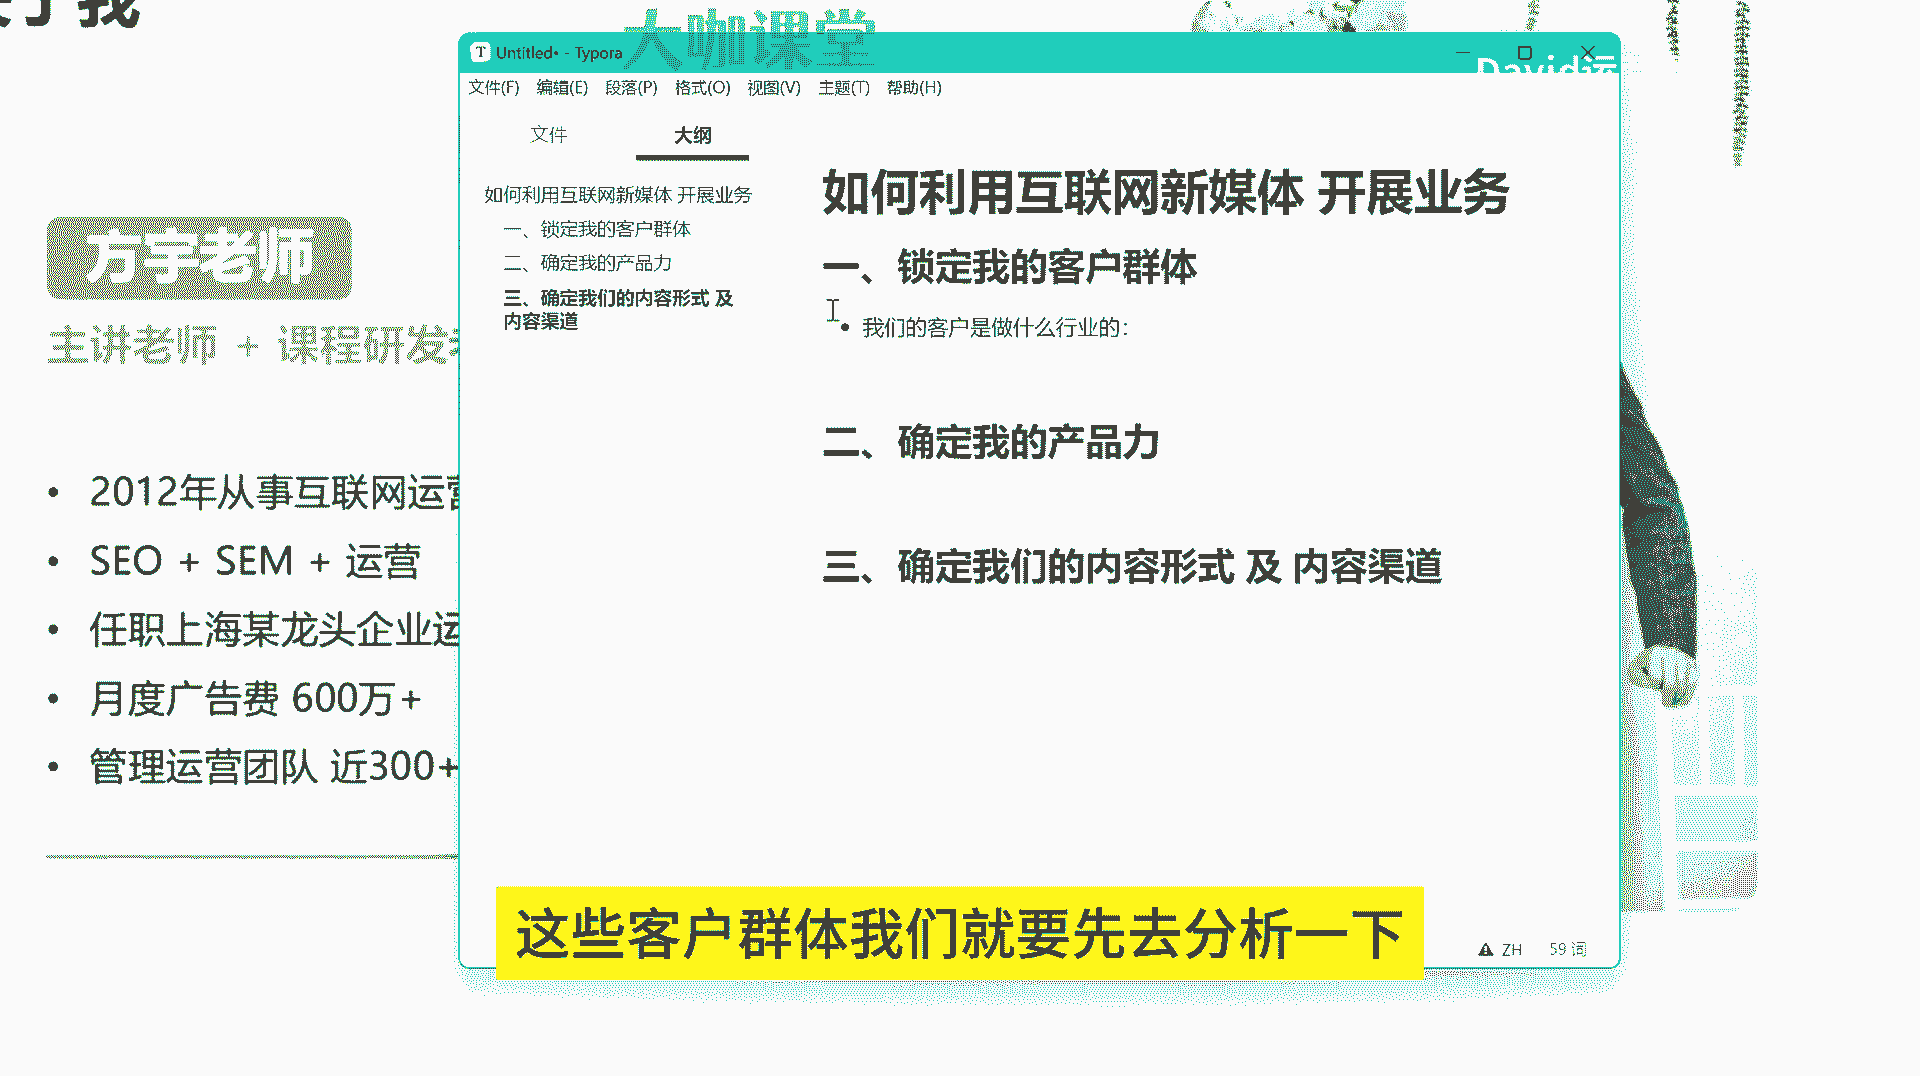 于我
大咖课堂
Untitled• - Typora
David运
文件(F) 编辑(E) 段落(P) 格式(O) 视图(V) 主题(T) 帮助(H)
文件 大纲
如何利用互联网新媒体 开展业务
一、锁定我的客户群体
二、确定我的产品力
三、确定我们的内容形式 及
内容渠道
如何利用互联网新媒体 开展业务
一、锁定我的客户群体
• 我们的客户是做什么行业的:
二、确定我的产品力
三、确定我们的内容形式 及 内容渠道
方宇老师
主讲老师 + 课程研发
• 2012年从事互联网运营
• SEO + SEM + 运营
• 任职上海某龙头企业运
• 月度广告费 600万+
• 管理运营团队 近300+
这些客户群体我们就要先去分析一下
ZH 59 词